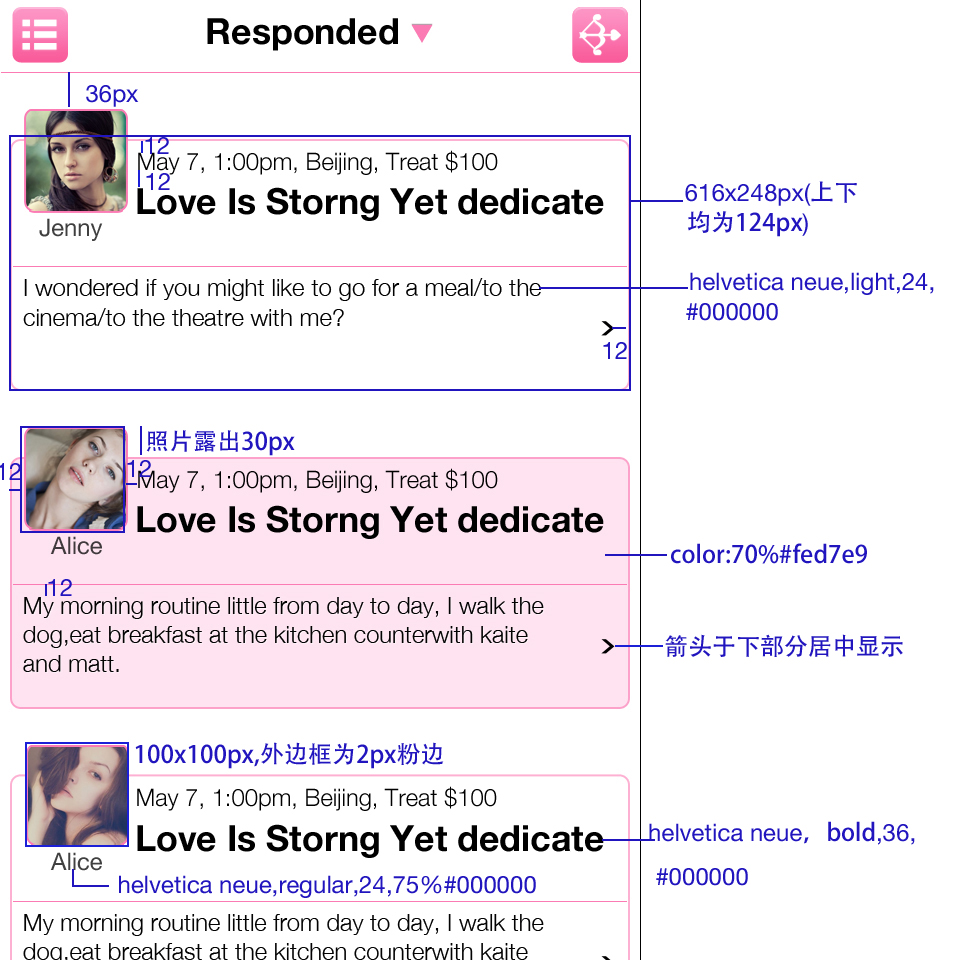 Responded
36px
12
May 7, 1:00pm, Beijing, Treat $100
12
Love Is Storng Yet dedicate
616x248px(上下
均为124px)
Jenny
I wondered if you might like to go for a meal/to the
cinema/to the theatre with me?
helvetica neue,light,24,
#000000
12
照片露出30px
12
12
May 7, 1:00pm, Beijing, Treat $100
Love Is Storng Yet dedicate
Alice
color:70%#fed7e9
12
My morning routine little from day to day, I walk the
dog,eat breakfast at the kitchen counterwith kaite
and matt.
箭头于下部分居中显示
100x100px,外边框为2px粉边
May 7, 1:00pm, Beijing, Treat $100
Love Is Storng Yet dedicate
helvetica neue，bold,36,
#000000
Alice
helvetica neue,regular,24,75%#000000
My morning routine little from day to day, I walk the
dog,eat breakfast at the kitchen counterwith kaite